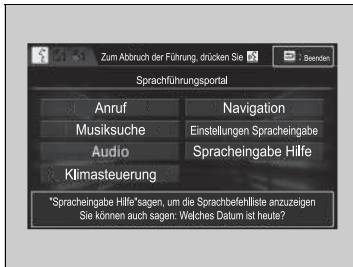 Zum Abbruch der Führung, drücken Sie
: Beenden
Sprachführungsportal
Anruf
Navigation
Musiksuche
Einstellungen Spracheingabe
Audio
Spracheingabe Hilfe
Klimasteuerung
"Spracheingabe Hilfe"sagen, um die Sprachbefehlliste anzuzeigen
Sie können auch sagen: Welches Datum ist heute?